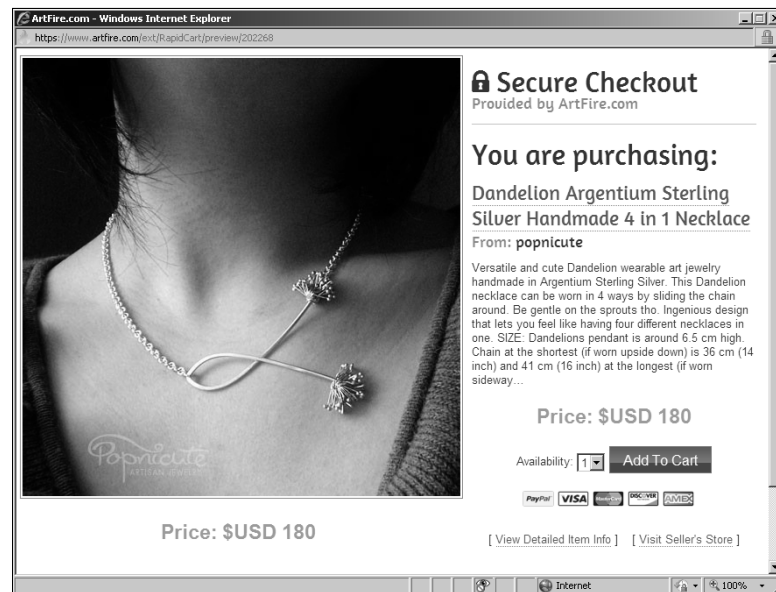 ArtFire.com - Windows Internet Explorer
https://www.artfire.com/ext/RapidCart/preview/202268
Secure Checkout
Provided by ArtFire.com
You are purchasing:
Dandelion Argentium Sterling
Silver Handmade 4 in 1 Necklace
From: popnicute
Versatile and cute Dandelion wearable art jewelry
handmade in Argentium Sterling Silver. This Dandelion
necklace can be worn in 4 ways by sliding the chain
around. Be gentle on the sprouts tho. Ingenious design
that lets you feel like having four different necklaces in
one. SIZE: Dandelions pendant is around 6.5 cm high.
Chain at the shortest (if worn upside down) is 36 cm (14
inch) and 41 cm (16 inch) at the longest (if worn
sideway...
Price: $USD 180
Availability: 1 Add To Cart
PayPal VISA MasterCard DISCOVER AMEX
[ View Detailed Item Info ] [ Visit Seller's Store ]
Popnicute
ARTISAN JEWELRY
Price: $USD 180
Internet 100%